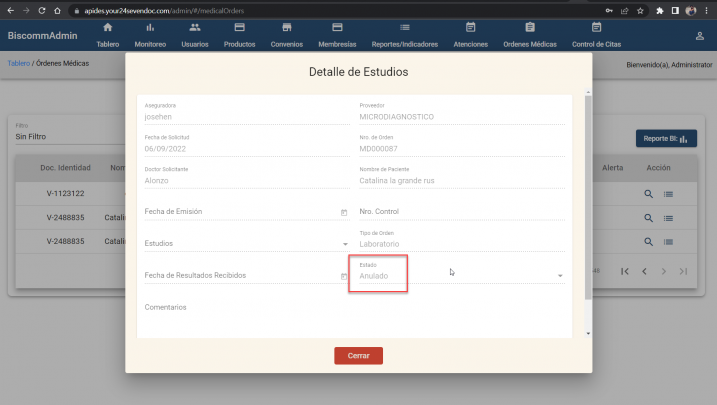 apides.your24sevendoc.com/admin/#/medicalOrders
BiscommAdmin
Tablero
Monitoreo
Usuarios
Productos
Convenios
Membresías
Reportes/Indicadores
Atenciones
Ordenes Médicas
Control de Citas
Tablero / Órdenes Médicas
Bienvenido(a), Administrator
Detalle de Estudios
Aseguradora
josehen
Proveedor
MICRODIAGNOSTICO
Fecha de Solicitud
06/09/2022
Nro. de Orden
MD000087
Doctor Solicitante
Alonzo
Nombre de Paciente
Catalina la grande rus
Fecha de Emisión
Nro. Control
Estudios
Tipo de Orden
Laboratorio
Fecha de Resultados Recibidos
Estado
Anulado
Comentarios
Cerrar
Filtro
Sin Filtro
Reporte BI:
Doc. Identidad
Alerta
Acción
V-1123122
V-2488835
V-2488835